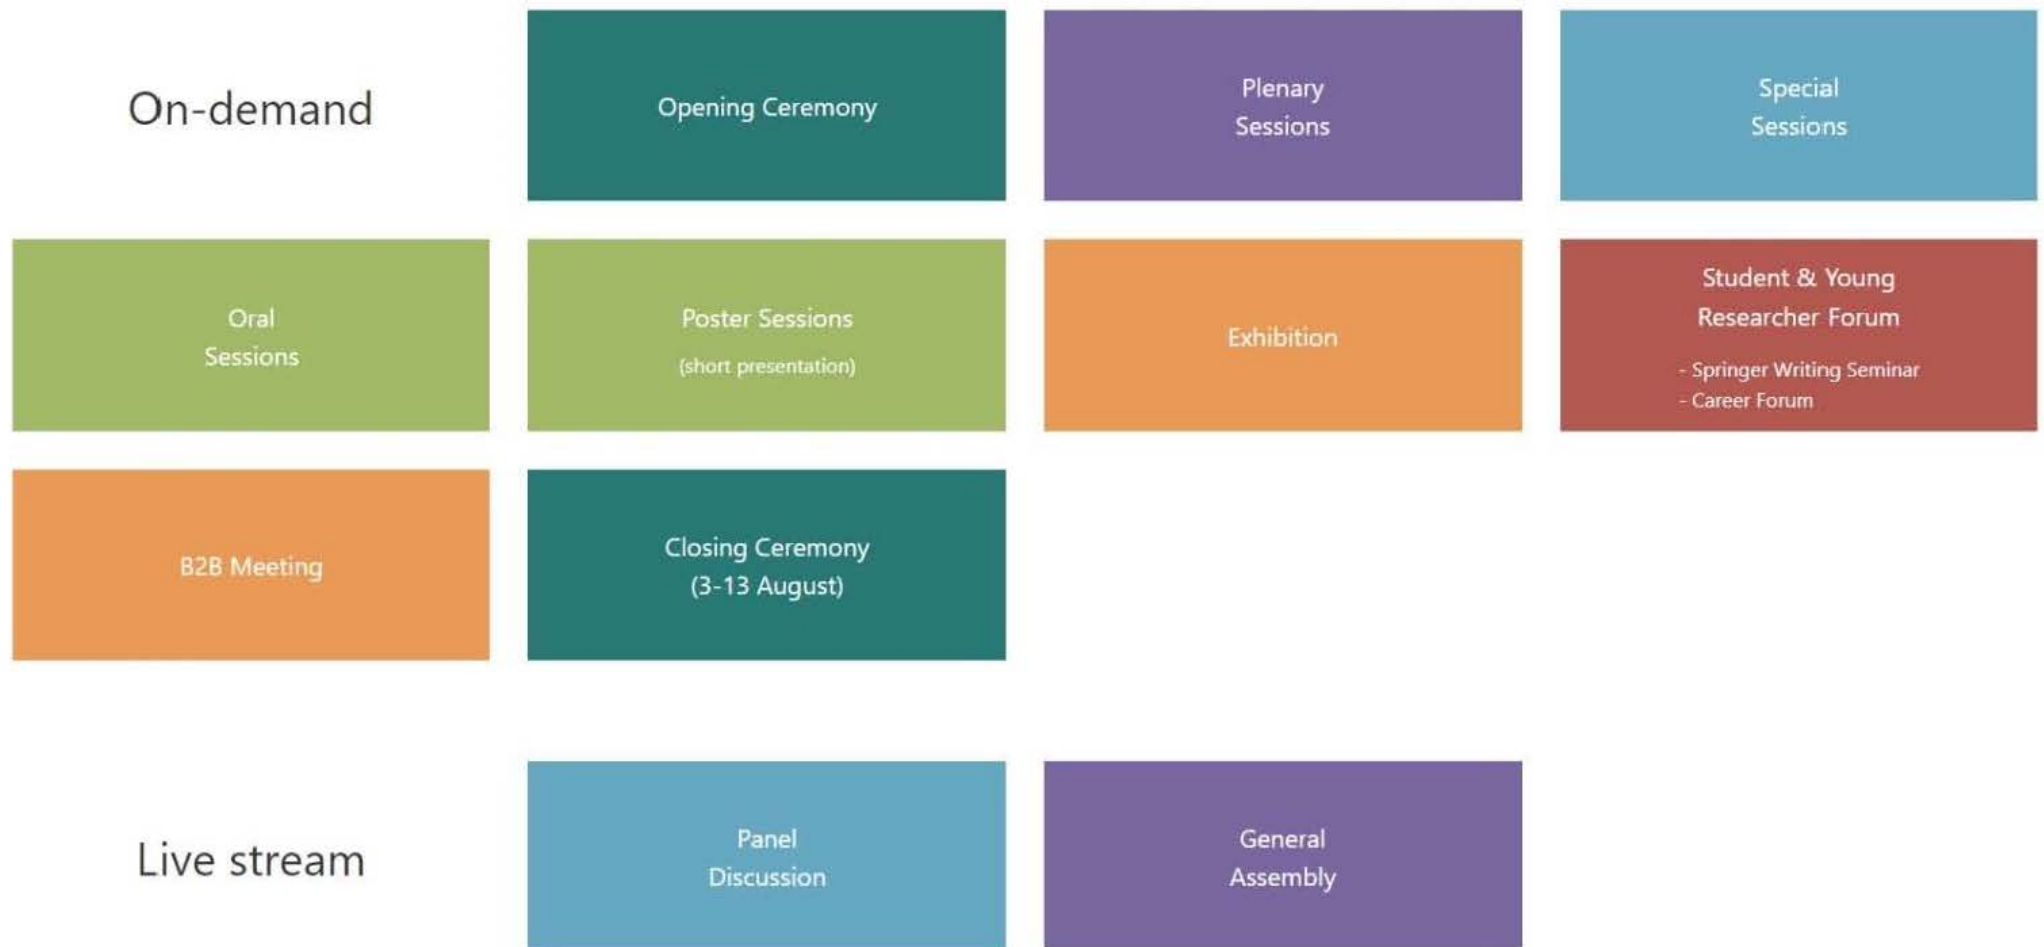 On-demand
Opening Ceremony
Plenary
Sessions
Special
Sessions
Oral
Sessions
Poster Sessions
(short presentation)
Exhibition
Student & Young
Researcher Forum
- Springer Writing Seminar
- Career Forum
B2B Meeting
Closing Ceremony
(3-13 August)
Live stream
Panel
Discussion
General
Assembly